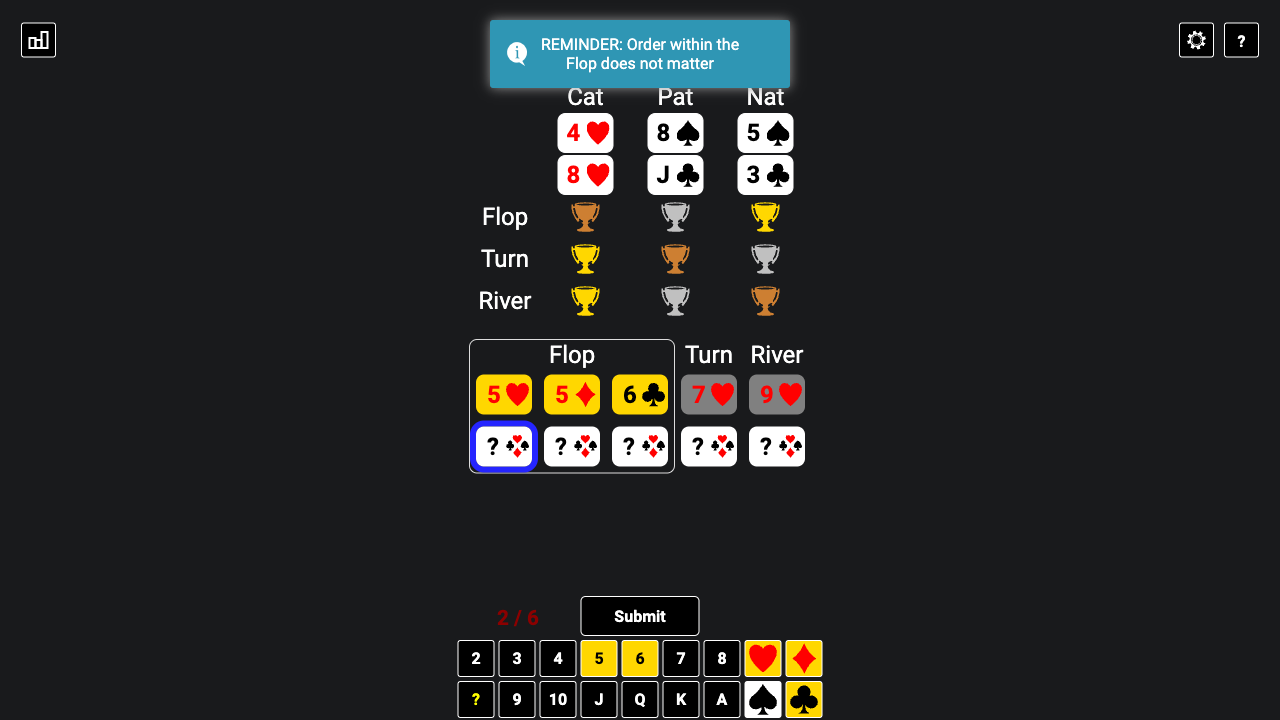 REMINDER: Order within the
Flop does not matter
?
Cat Pat Nat
4 8 5
8 J 3
Flop
Turn
River
Flop Turn River
5 5 6 7 9
? ? ? ? ?
2 / 6 Submit
2 3 4 5 6 7 8
? 9 10 J Q K A